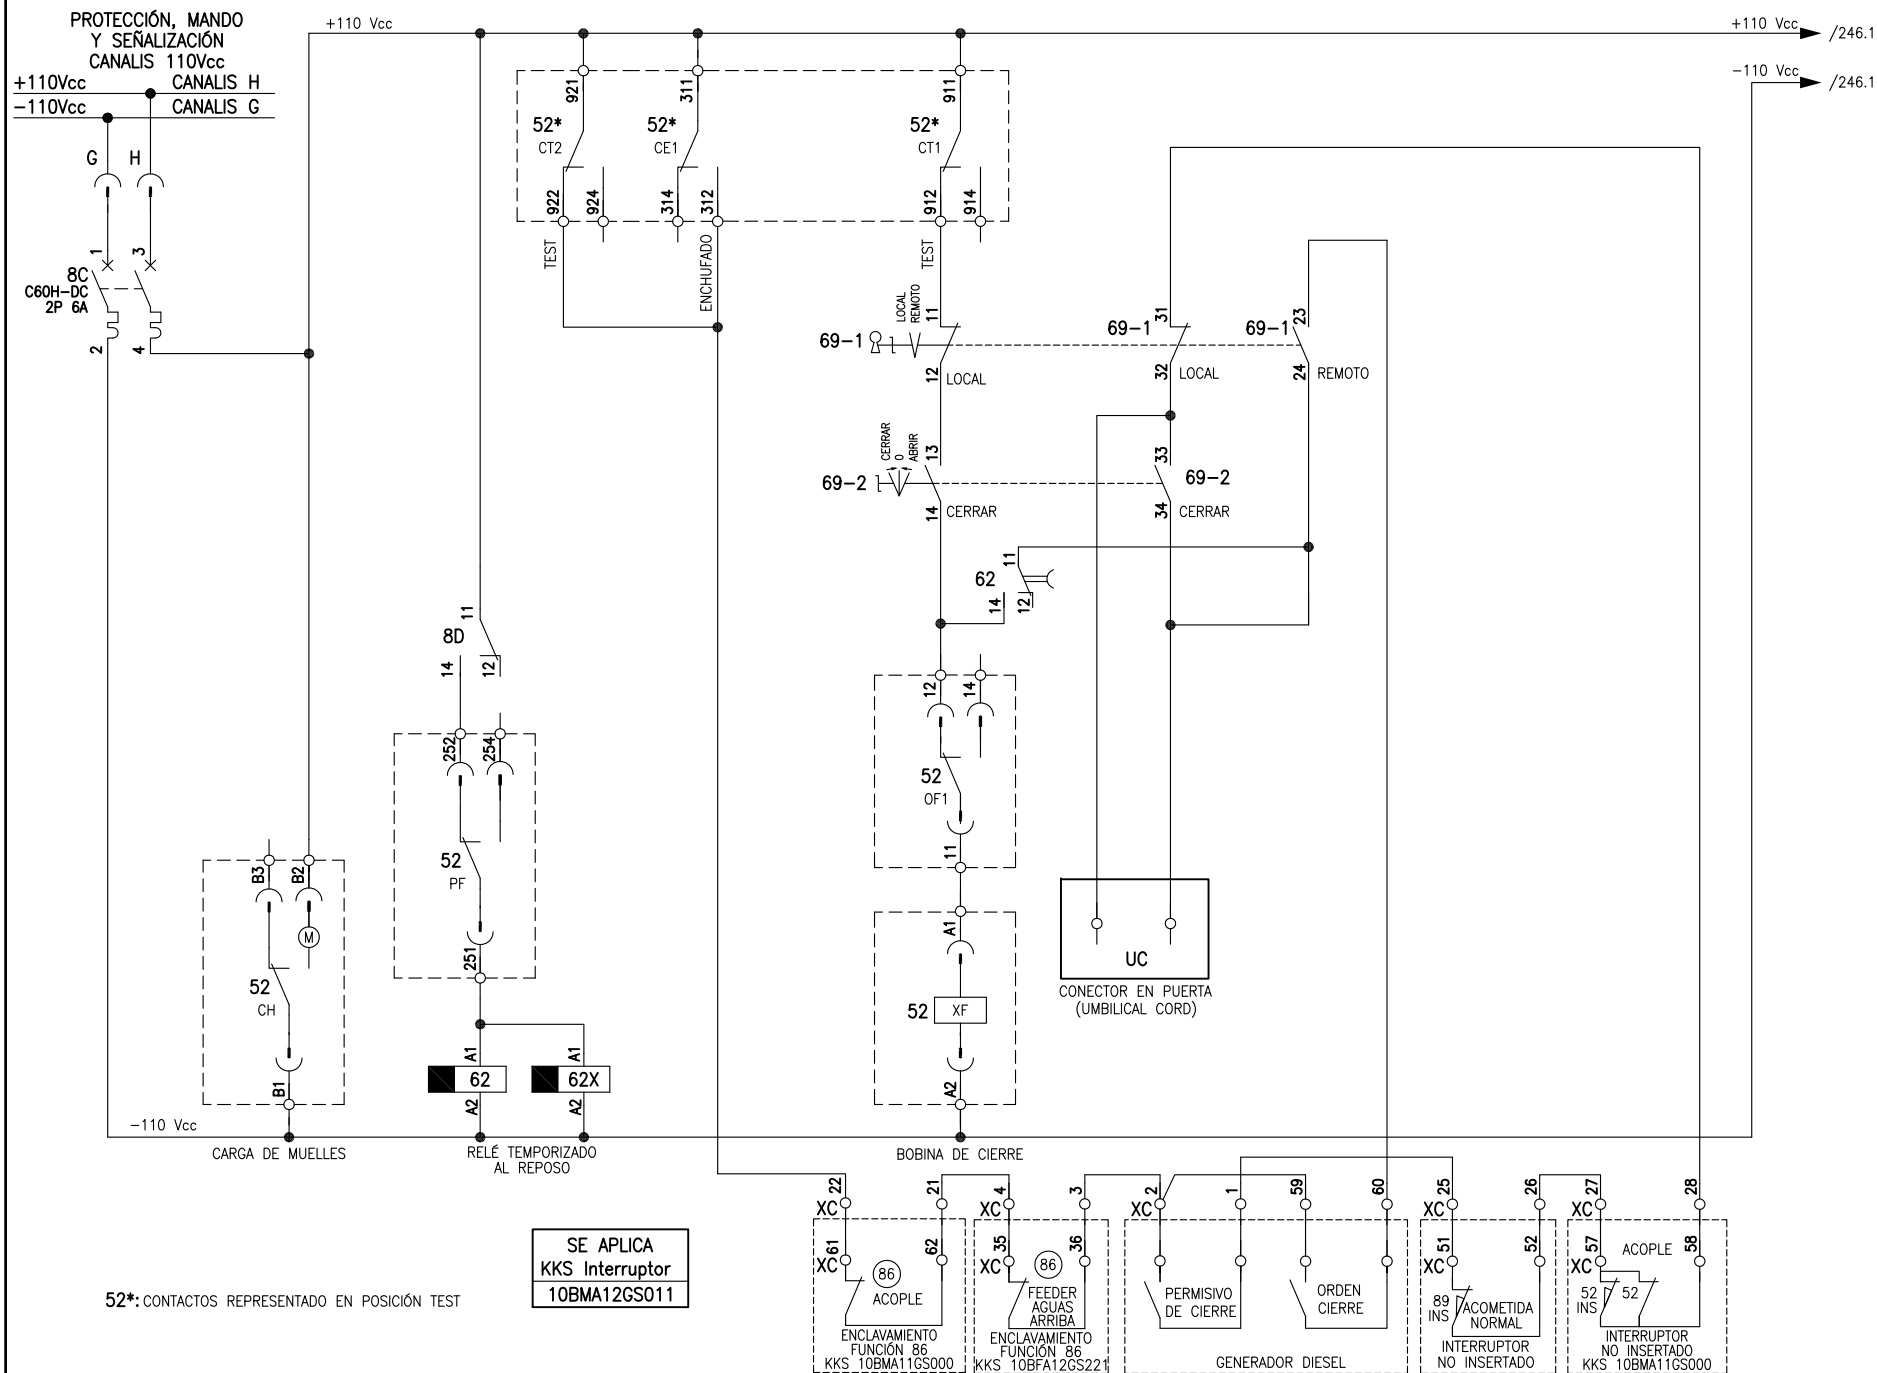 PROTECCIÓN, MANDO
Y SEÑALIZACIÓN
CANALIS 110Vcc
+110Vcc CANALIS H
-110Vcc CANALIS G
+110 Vcc
+110 Vcc /246.1
-110 Vcc /246.1
G H
1 3
8C
C60H-DC
2P 6A
2 4
921 311 911
52* 52* 52*
CT2 CE1 CT1
922 924 314 312 912 914
TEST ENCHUFADO TEST
LOCAL
REMOTO
11 31 23
69-1 69-1 69-1
12 LOCAL 32 LOCAL 24 REMOTO
CERRAR
0
ABRIR
13 33
69-2 69-2
14 CERRAR 34 CERRAR
11
62
14 12
11
8D
14 12
12 14
252 254
52
OF1
11
52
PF
251
B3 B2
M
52
CH
B1
A1
52 XF
A2
UC
CONECTOR EN PUERTA
(UMBILICAL CORD)
A1 A1
62 62X
A2 A2
-110 Vcc
CARGA DE MUELLES
RELÉ TEMPORIZADO
AL REPOSO
BOBINA DE CIERRE
22 21 4 3 2 1 59 60 25 26 27 28
XC XC XC XC XC
61 62 35 36 51 52 57 58
XC XC XC XC
86
ACOPLE
ENCLAVAMIENTO
FUNCIÓN 86
KKS 10BMA11GS000
86
FEEDER
AGUAS
ARRIBA
ENCLAVAMIENTO
FUNCIÓN 86
KKS 10BFA12GS221
PERMISIVO
DE CIERRE
ORDEN
CIERRE
GENERADOR DIESEL
89
INS
ACOMETIDA
NORMAL
INTERRUPTOR
NO INSERTADO
ACOPLE
52
INS
52
INTERRUPTOR
NO INSERTADO
KKS 10BMA11GS000
SE APLICA
KKS Interruptor
10BMA12GS011
52*: CONTACTOS REPRESENTADO EN POSICIÓN TEST